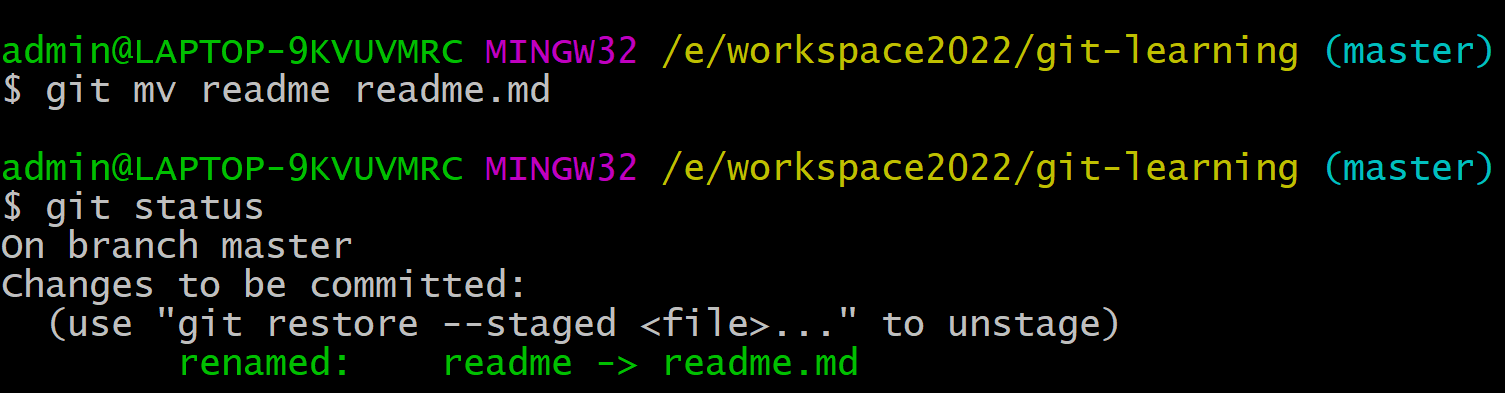 admin@LAPTOP-9KVUVMRC MINGW32 /e/workspace2022/git-learning (master)
$ git mv readme readme.md
admin@LAPTOP-9KVUVMRC MINGW32 /e/workspace2022/git-learning (master)
$ git status
On branch master
Changes to be committed:
  (use "git restore --staged <file>..." to unstage)
        renamed:    readme -> readme.md